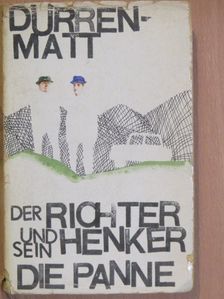 DÜRREN-
MATT
DER RICHTER
UND SEIN HENKER
DIE PANNE